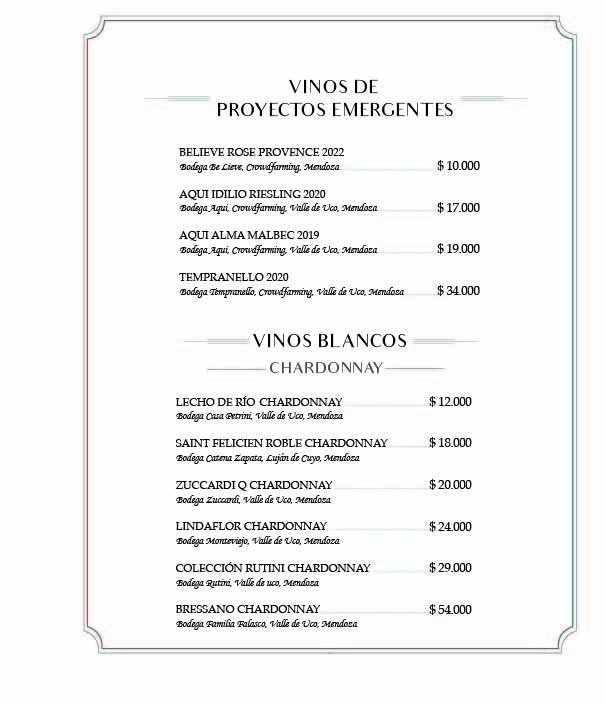 VINOS DE
PROYECTOS EMERGENTES
BELIEVE ROSE PROVENCE 2022
Bodega Be Lieve, Crowdfarming, Mendoza $ 10.000
AQUI IDILIO RIESLING 2020
Bodega Aqui, Crowdfarming, Valle de Uco, Mendoza $ 17.000
AQUI ALMA MALBEC 2019
Bodega Aqui, Crowdfarming, Valle de Uco, Mendoza $ 19.000
TEMPRANELLO 2020
Bodega Tempranello, Crowdfarming, Valle de Uco, Mendoza $ 34.000
VINOS BLANCOS
CHARDONNAY
LECHO DE RÍO CHARDONNAY $ 12.000
Bodega Casa Petrini, Valle de Uco, Mendoza
SAINT FELICIEN ROBLE CHARDONNAY $ 18.000
Bodega Catena Zapata, Luján de Cuyo, Mendoza
ZUCCARDI Q CHARDONNAY $ 20.000
Bodega Zuccardi, Valle de Uco, Mendoza
LINDAFLOR CHARDONNAY $ 24.000
Bodega Monteviejo, Valle de Uco, Mendoza
COLECCIÓN RUTINI CHARDONNAY $ 29.000
Bodega Rutini, Valle de uco, Mendoza
BRESSANO CHARDONNAY $ 54.000
Bodega Familia Falasco, Valle de Uco, Mendoza